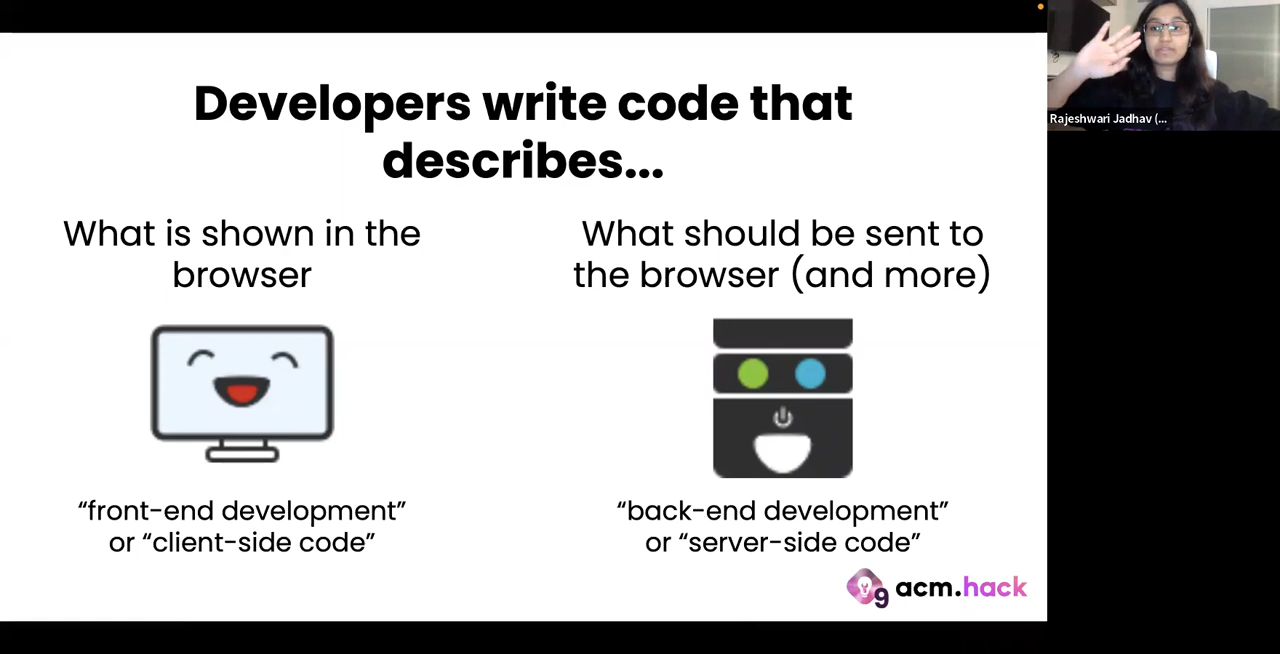 Developers write code that
describes...
What is shown in the
browser
What should be sent to
the browser (and more)
"front-end development"
or "client-side code"
"back-end development"
or "server-side code"
9 acm.hack
Rajeshwari Jadhav (...